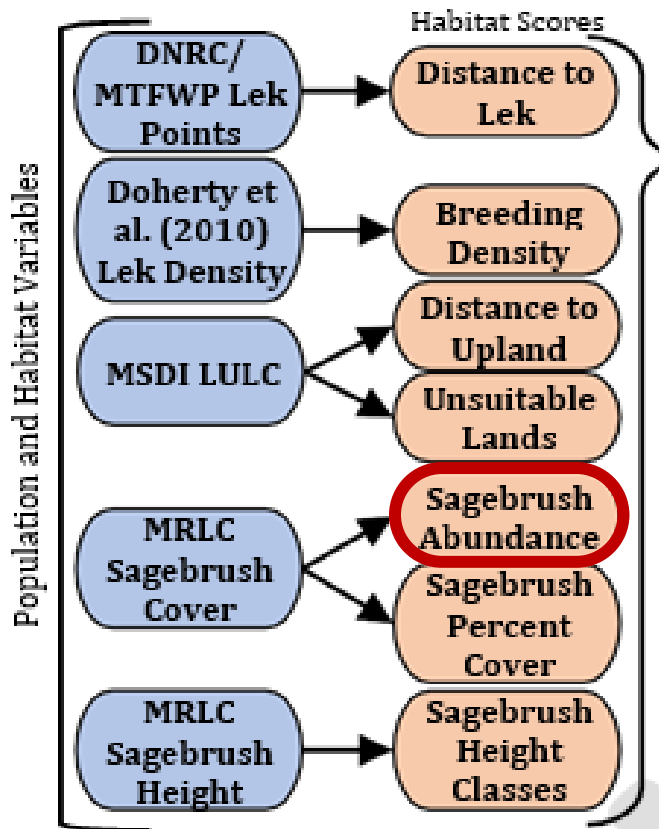 Habitat Scores
Population and Habitat Variables
DNRC/
MTFWP Lek
Points
Distance to
Lek
Doherty et
al. (2010)
Lek Density
Breeding
Density
MSDI LULC
Distance to
Upland
Unsuitable
Lands
MRLC
Sagebrush
Cover
Sagebrush
Abundance
Sagebrush
Percent
Cover
MRLC
Sagebrush
Height
Sagebrush
Height
Classes